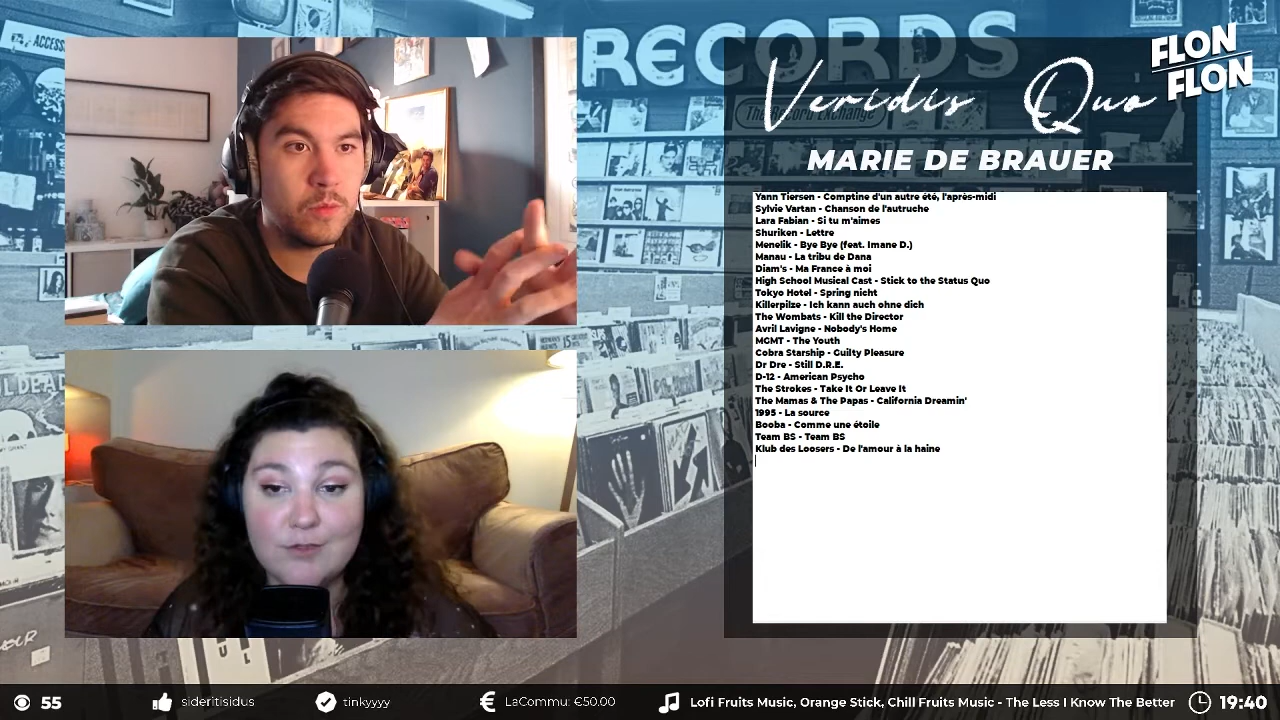 RECORDS
The Record Exchange
FLON
FLON
Veridis Quo
MARIE DE BRAUER
Yann Tiersen - Comptine d'un autre été, l'après-midi
Sylvie Vartan - Chanson de l'autruche
Lara Fabian - Si tu m'aimes
Shuriken - Lettre
Menelik - Bye Bye (feat. Imane D.)
Manau - La tribu de Dana
Diam's - Ma France à moi
High School Musical Cast - Stick to the Status Quo
Tokyo Hotel - Spring nicht
Killerpilze - Ich kann auch ohne dich
The Wombats - Kill the Director
Avril Lavigne - Nobody's Home
MGMT - The Youth
Cobra Starship - Guilty Pleasure
Dr Dre - Still D.R.E.
D-12 - American Psycho
The Strokes - Take It Or Leave It
The Mamas & The Papas - California Dreamin'
1995 - La source
Booba - Comme une étoile
Team BS - Team BS
Klub des Loosers - De l'amour à la haine
55
sideritisidus
tinkyyyy
LaCommu: €50.00
Lofi Fruits Music, Orange Stick, Chill Fruits Music - The Less I Know The Better
19:40